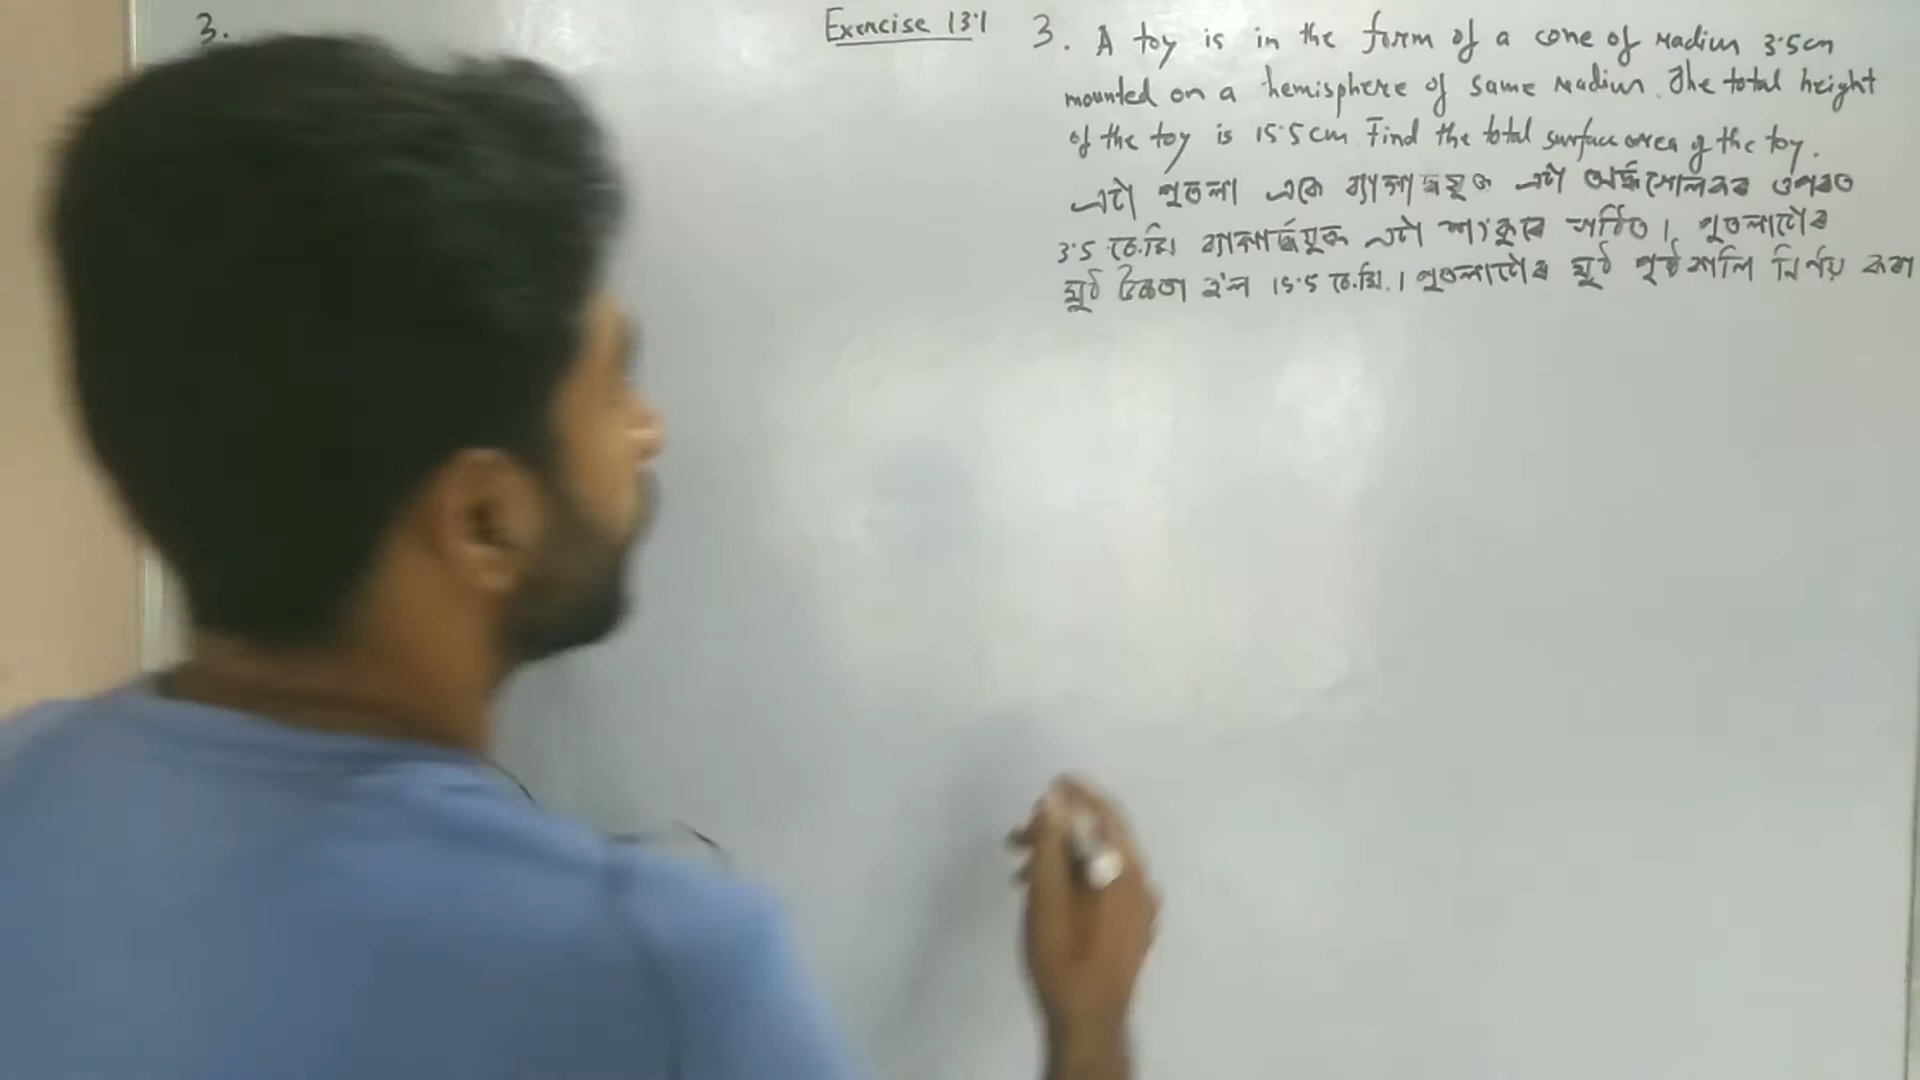 3.
Exercise 13.1
3. A toy is in the form of a cone of radius 3.5cm
mounted on a hemisphere of same radius. The total height
of the toy is 15.5cm. Find the total surface area of the toy.
এটা পুতলা একে ব্যাসাৰ্দ্ধযুক্ত এটা অৰ্দ্ধগোলকৰ ওপৰত
3.5 চে.মি. ব্যাসাৰ্দ্ধযুক্ত এটা শংকুৰে গঠিত। পুতলাটোৰ
মুঠ উচ্চতা হ'ল 15.5 চে.মি.। পুতলাটোৰ মুঠ পৃষ্ঠকালি নিৰ্ণয় কৰা